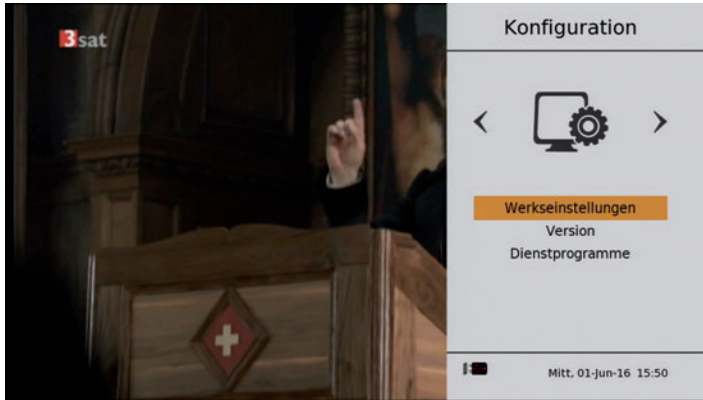 3sat
Konfiguration
Werkseinstellungen
Version
Dienstprogramme
Mitt, 01-Jun-16 15:50